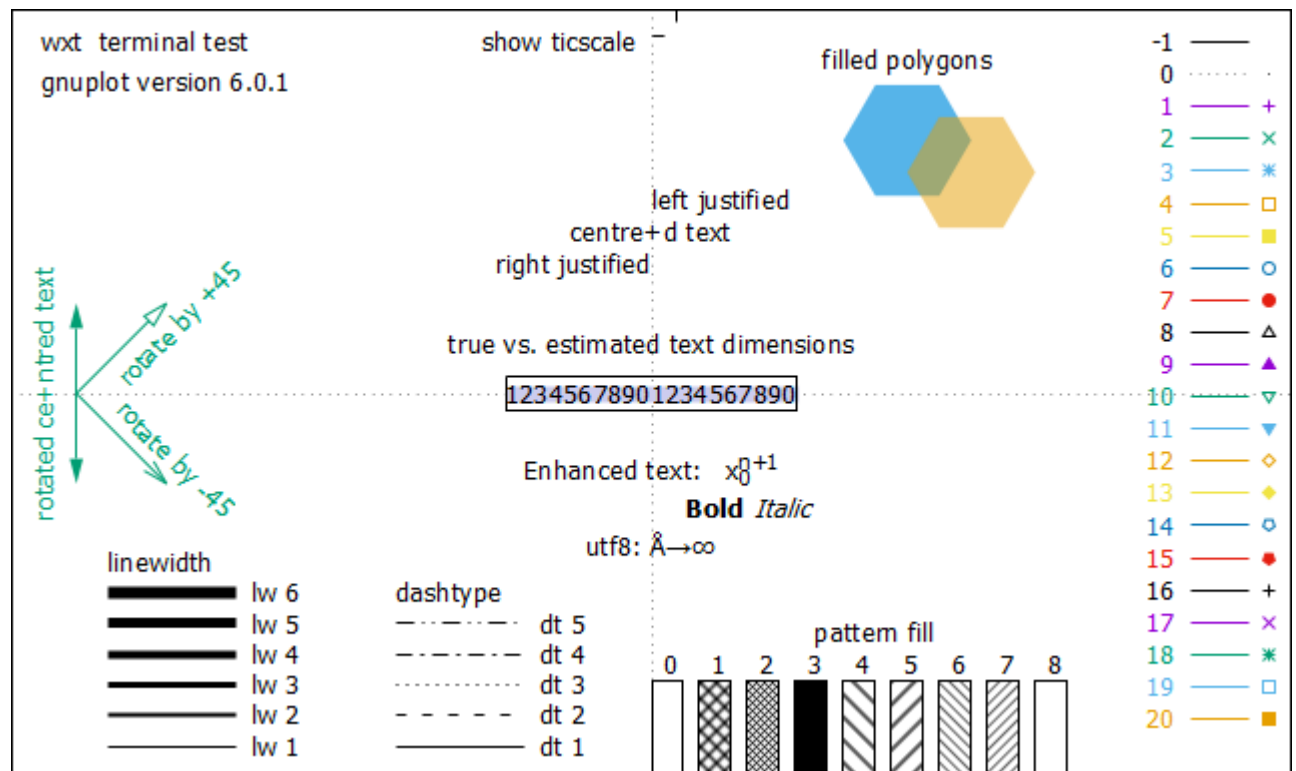 wxt  terminal test
gnuplot version 6.0.1
show ticscale
filled polygons
left justified
centre+d text
right justified
true vs. estimated text dimensions
12345678901234567890
Enhanced text:   x₀ⁿ⁺¹
Bold Italic
utf8: Å→∞
rotated ce+ntred text
rotate by +45
rotate by -45
linewidth
lw 6
lw 5
lw 4
lw 3
lw 2
lw 1
dashtype
dt 5
dt 4
dt 3
dt 2
dt 1
pattern fill
0 1 2 3 4 5 6 7 8
-1
0
1
2
3
4
5
6
7
8
9
10
11
12
13
14
15
16
17
18
19
20